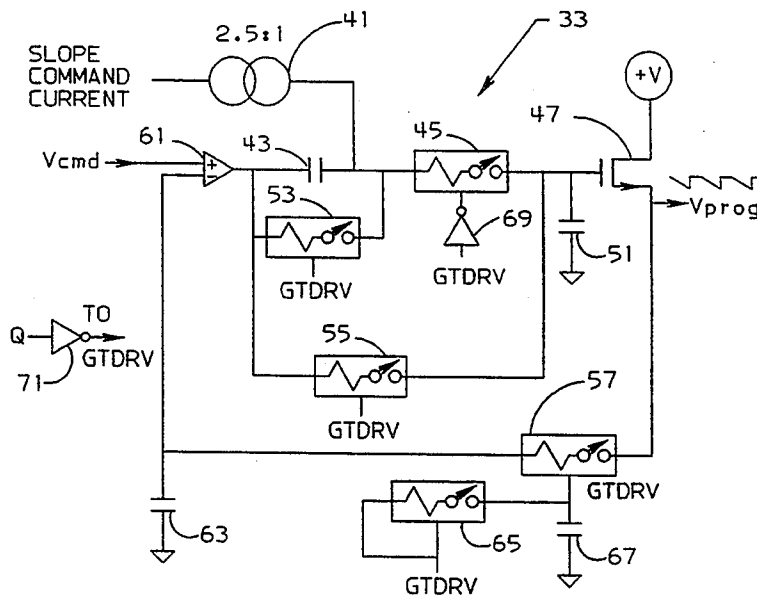 2.5:1
41
33
SLOPE
COMMAND
CURRENT
+V
61
43
45
47
Vcmd
+
−
53
69
Vprog
51
GTDRV
GTDRV
TO
Q
GTDRV
71
55
57
GTDRV
GTDRV
63
65
67
GTDRV